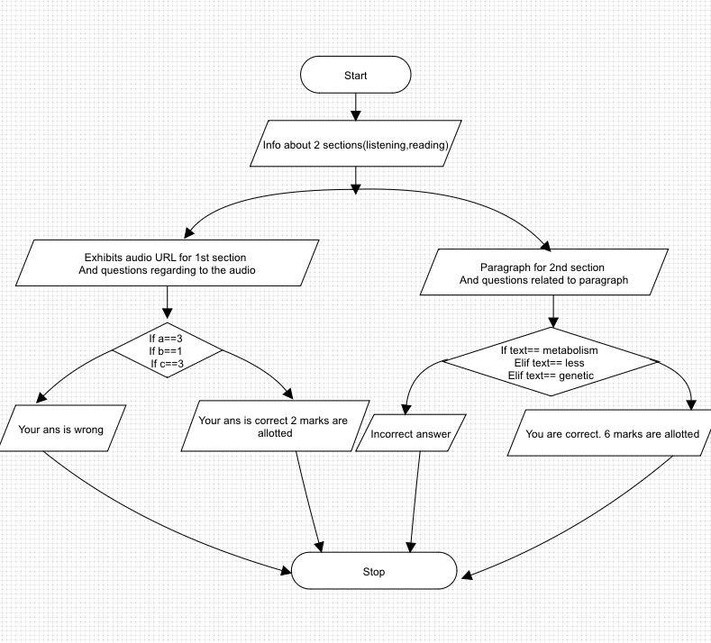 Start
Info about 2 sections(listening,reading)
Exhibits audio URL for 1st section
And questions regarding to the audio
Paragraph for 2nd section
And questions related to paragraph
If a==3
If b==1
If c==3
If text== metabolism
Elif text== less
Elif text== genetic
Your ans is wrong
Your ans is correct 2 marks are
allotted
Incorrect answer
You are correct. 6 marks are allotted
Stop